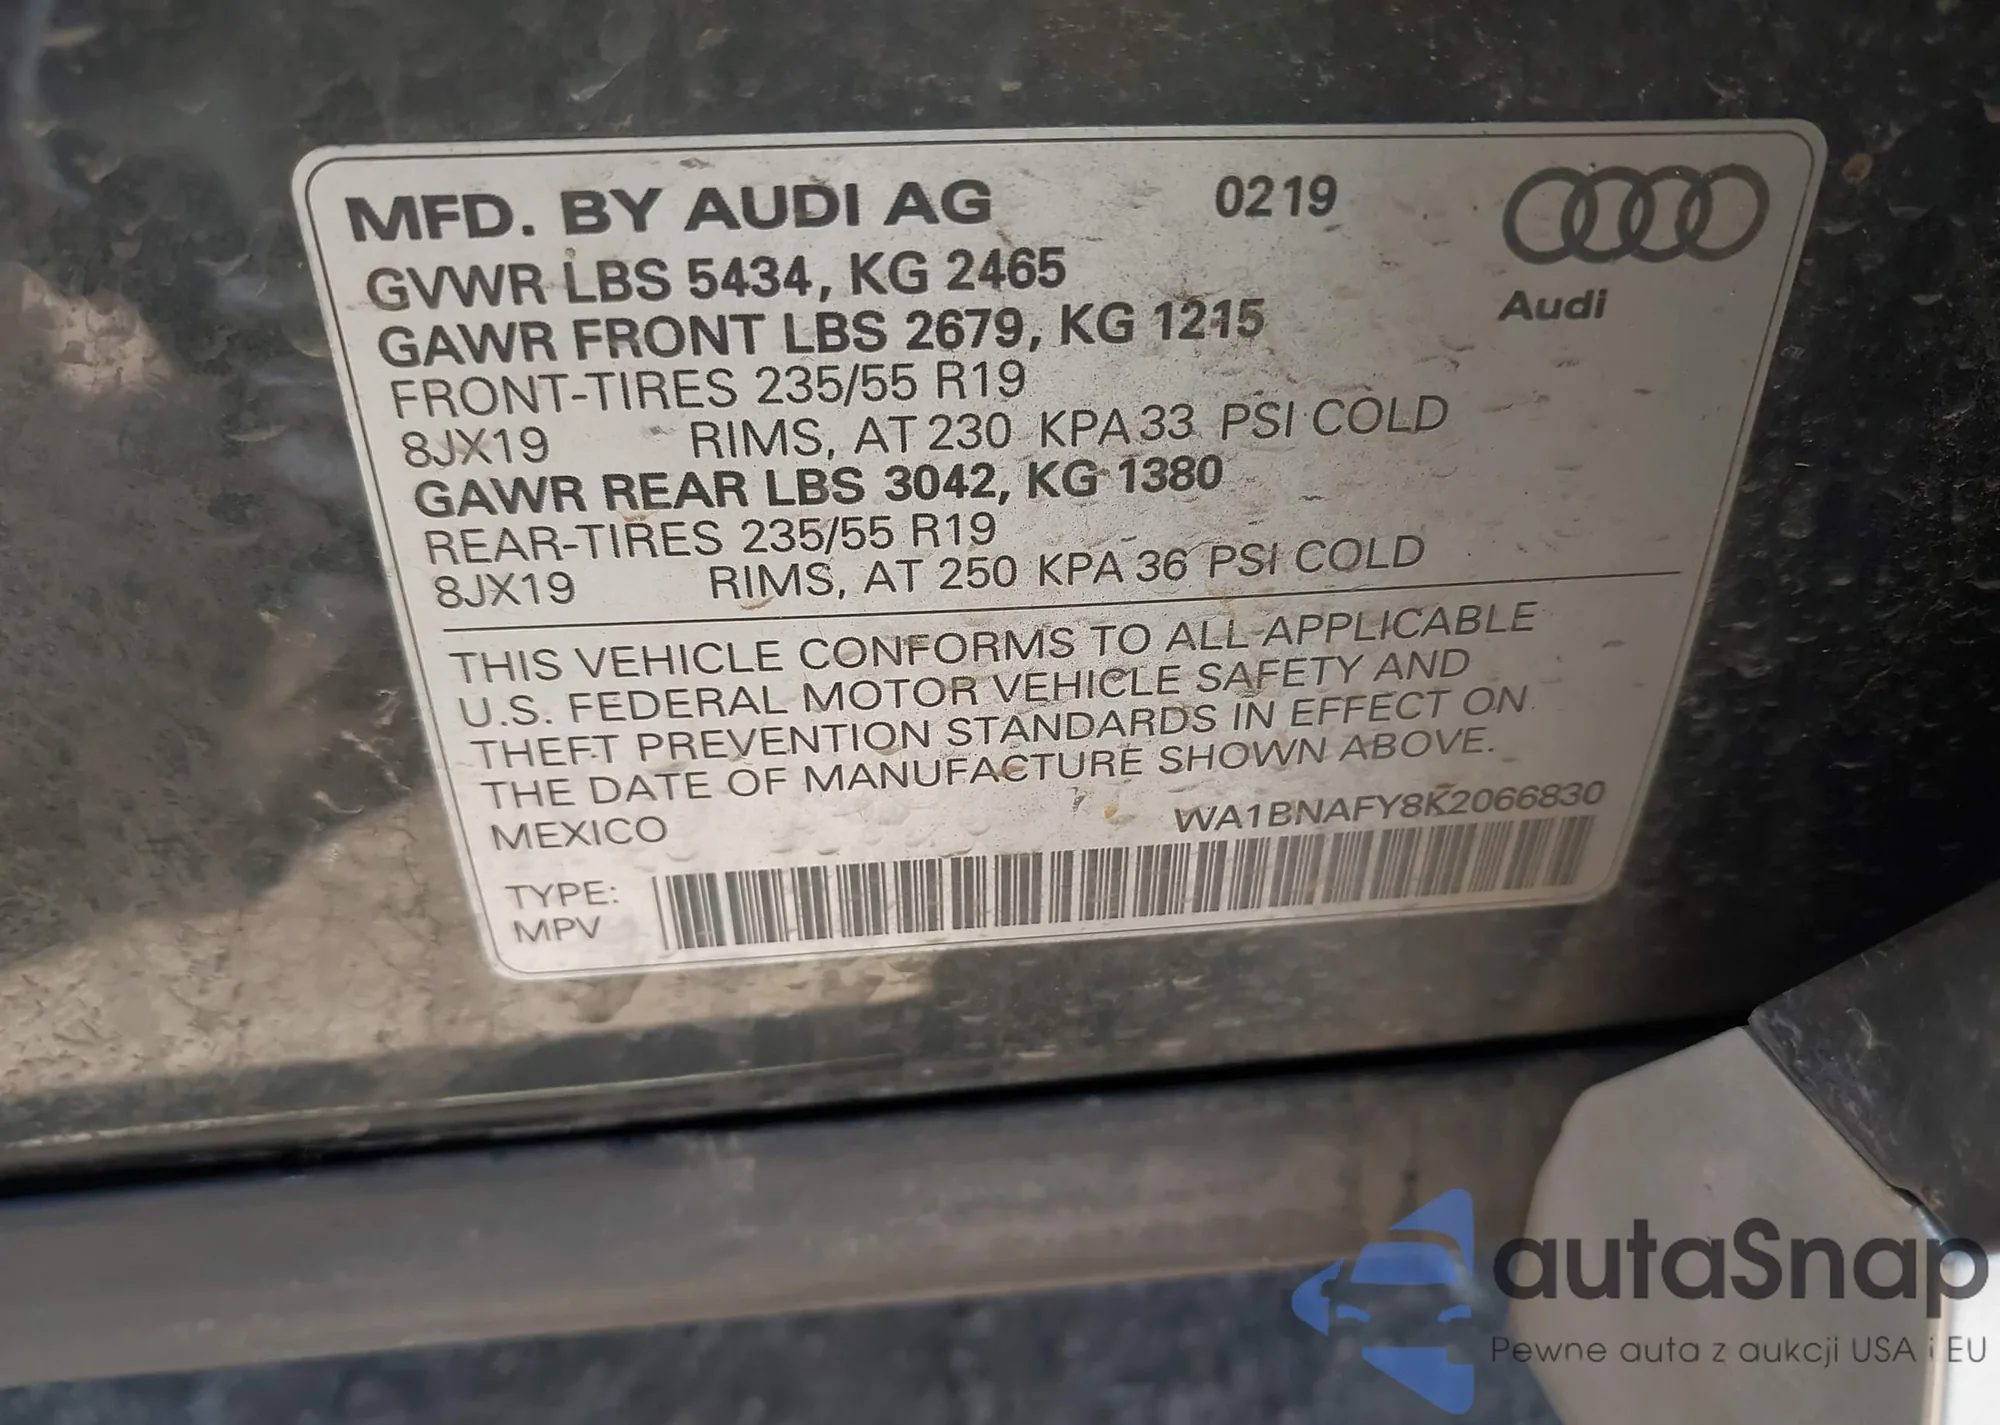 MFD. BY AUDI AG 0219
GVWR LBS 5434, KG 2465
Audi
GAWR FRONT LBS 2679, KG 1215
FRONT-TIRES 235/55 R19
8JX19 RIMS, AT 230 KPA 33 PSI COLD
GAWR REAR LBS 3042, KG 1380
REAR-TIRES 235/55 R19
8JX19 RIMS, AT 250 KPA 36 PSI COLD
THIS VEHICLE CONFORMS TO ALL APPLICABLE
U.S. FEDERAL MOTOR VEHICLE SAFETY AND
THEFT PREVENTION STANDARDS IN EFFECT ON
THE DATE OF MANUFACTURE SHOWN ABOVE.
MEXICO WA1BNAFY8K2066830
TYPE:
MPV
autaSnap
Pewne auta z aukcji USA i EU